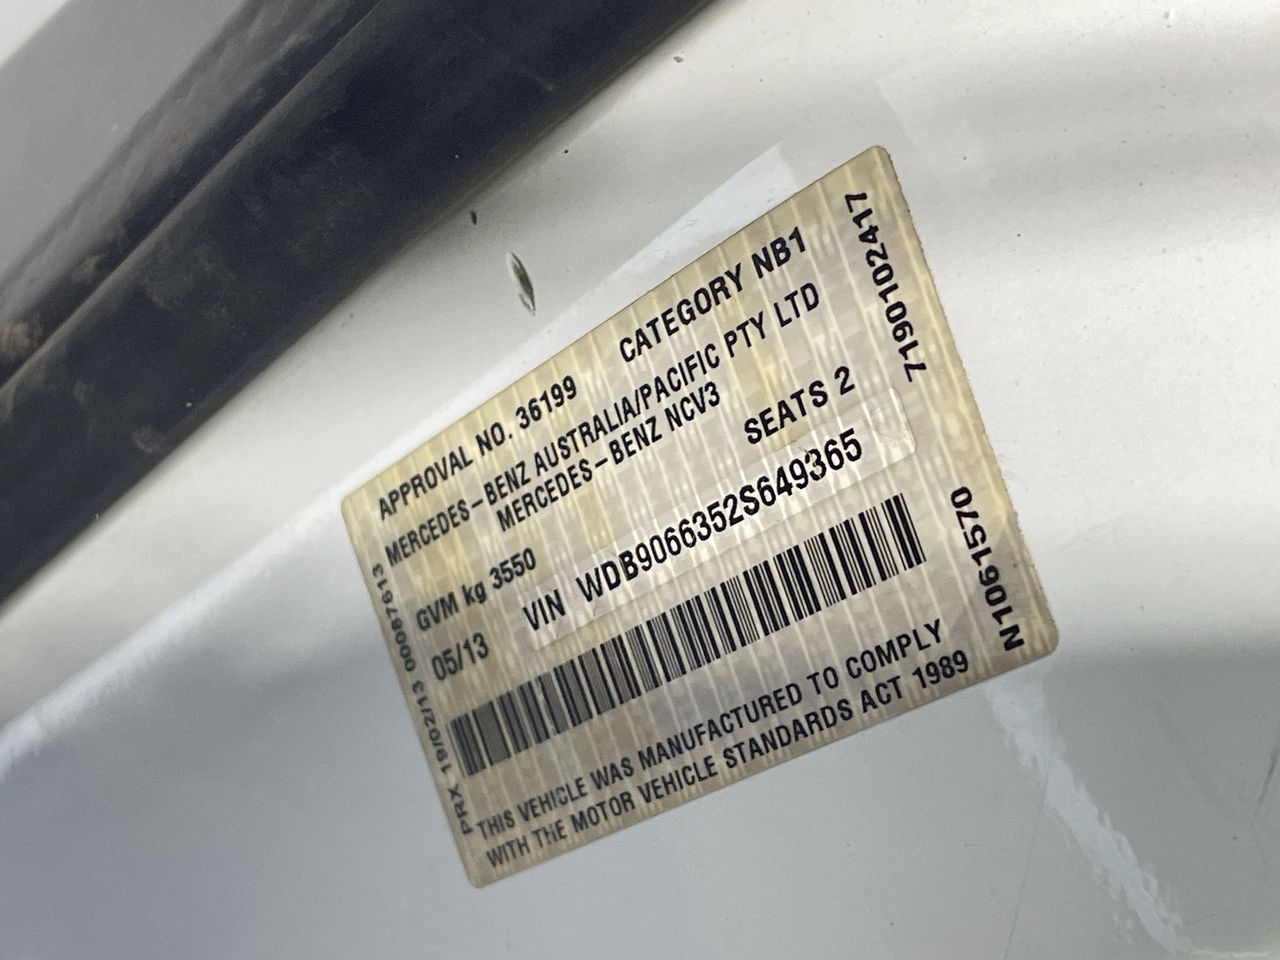 APPROVAL NO. 36199 CATEGORY NB1
MERCEDES-BENZ AUSTRALIA/PACIFIC PTY LTD
MERCEDES-BENZ NCV3
GVM kg 3550 SEATS 2
05/13 VIN WDB9066352S649365
THIS VEHICLE WAS MANUFACTURED TO COMPLY
WITH THE MOTOR VEHICLE STANDARDS ACT 1989
PRX 19/02/13 00087613
7190102417
N1061570